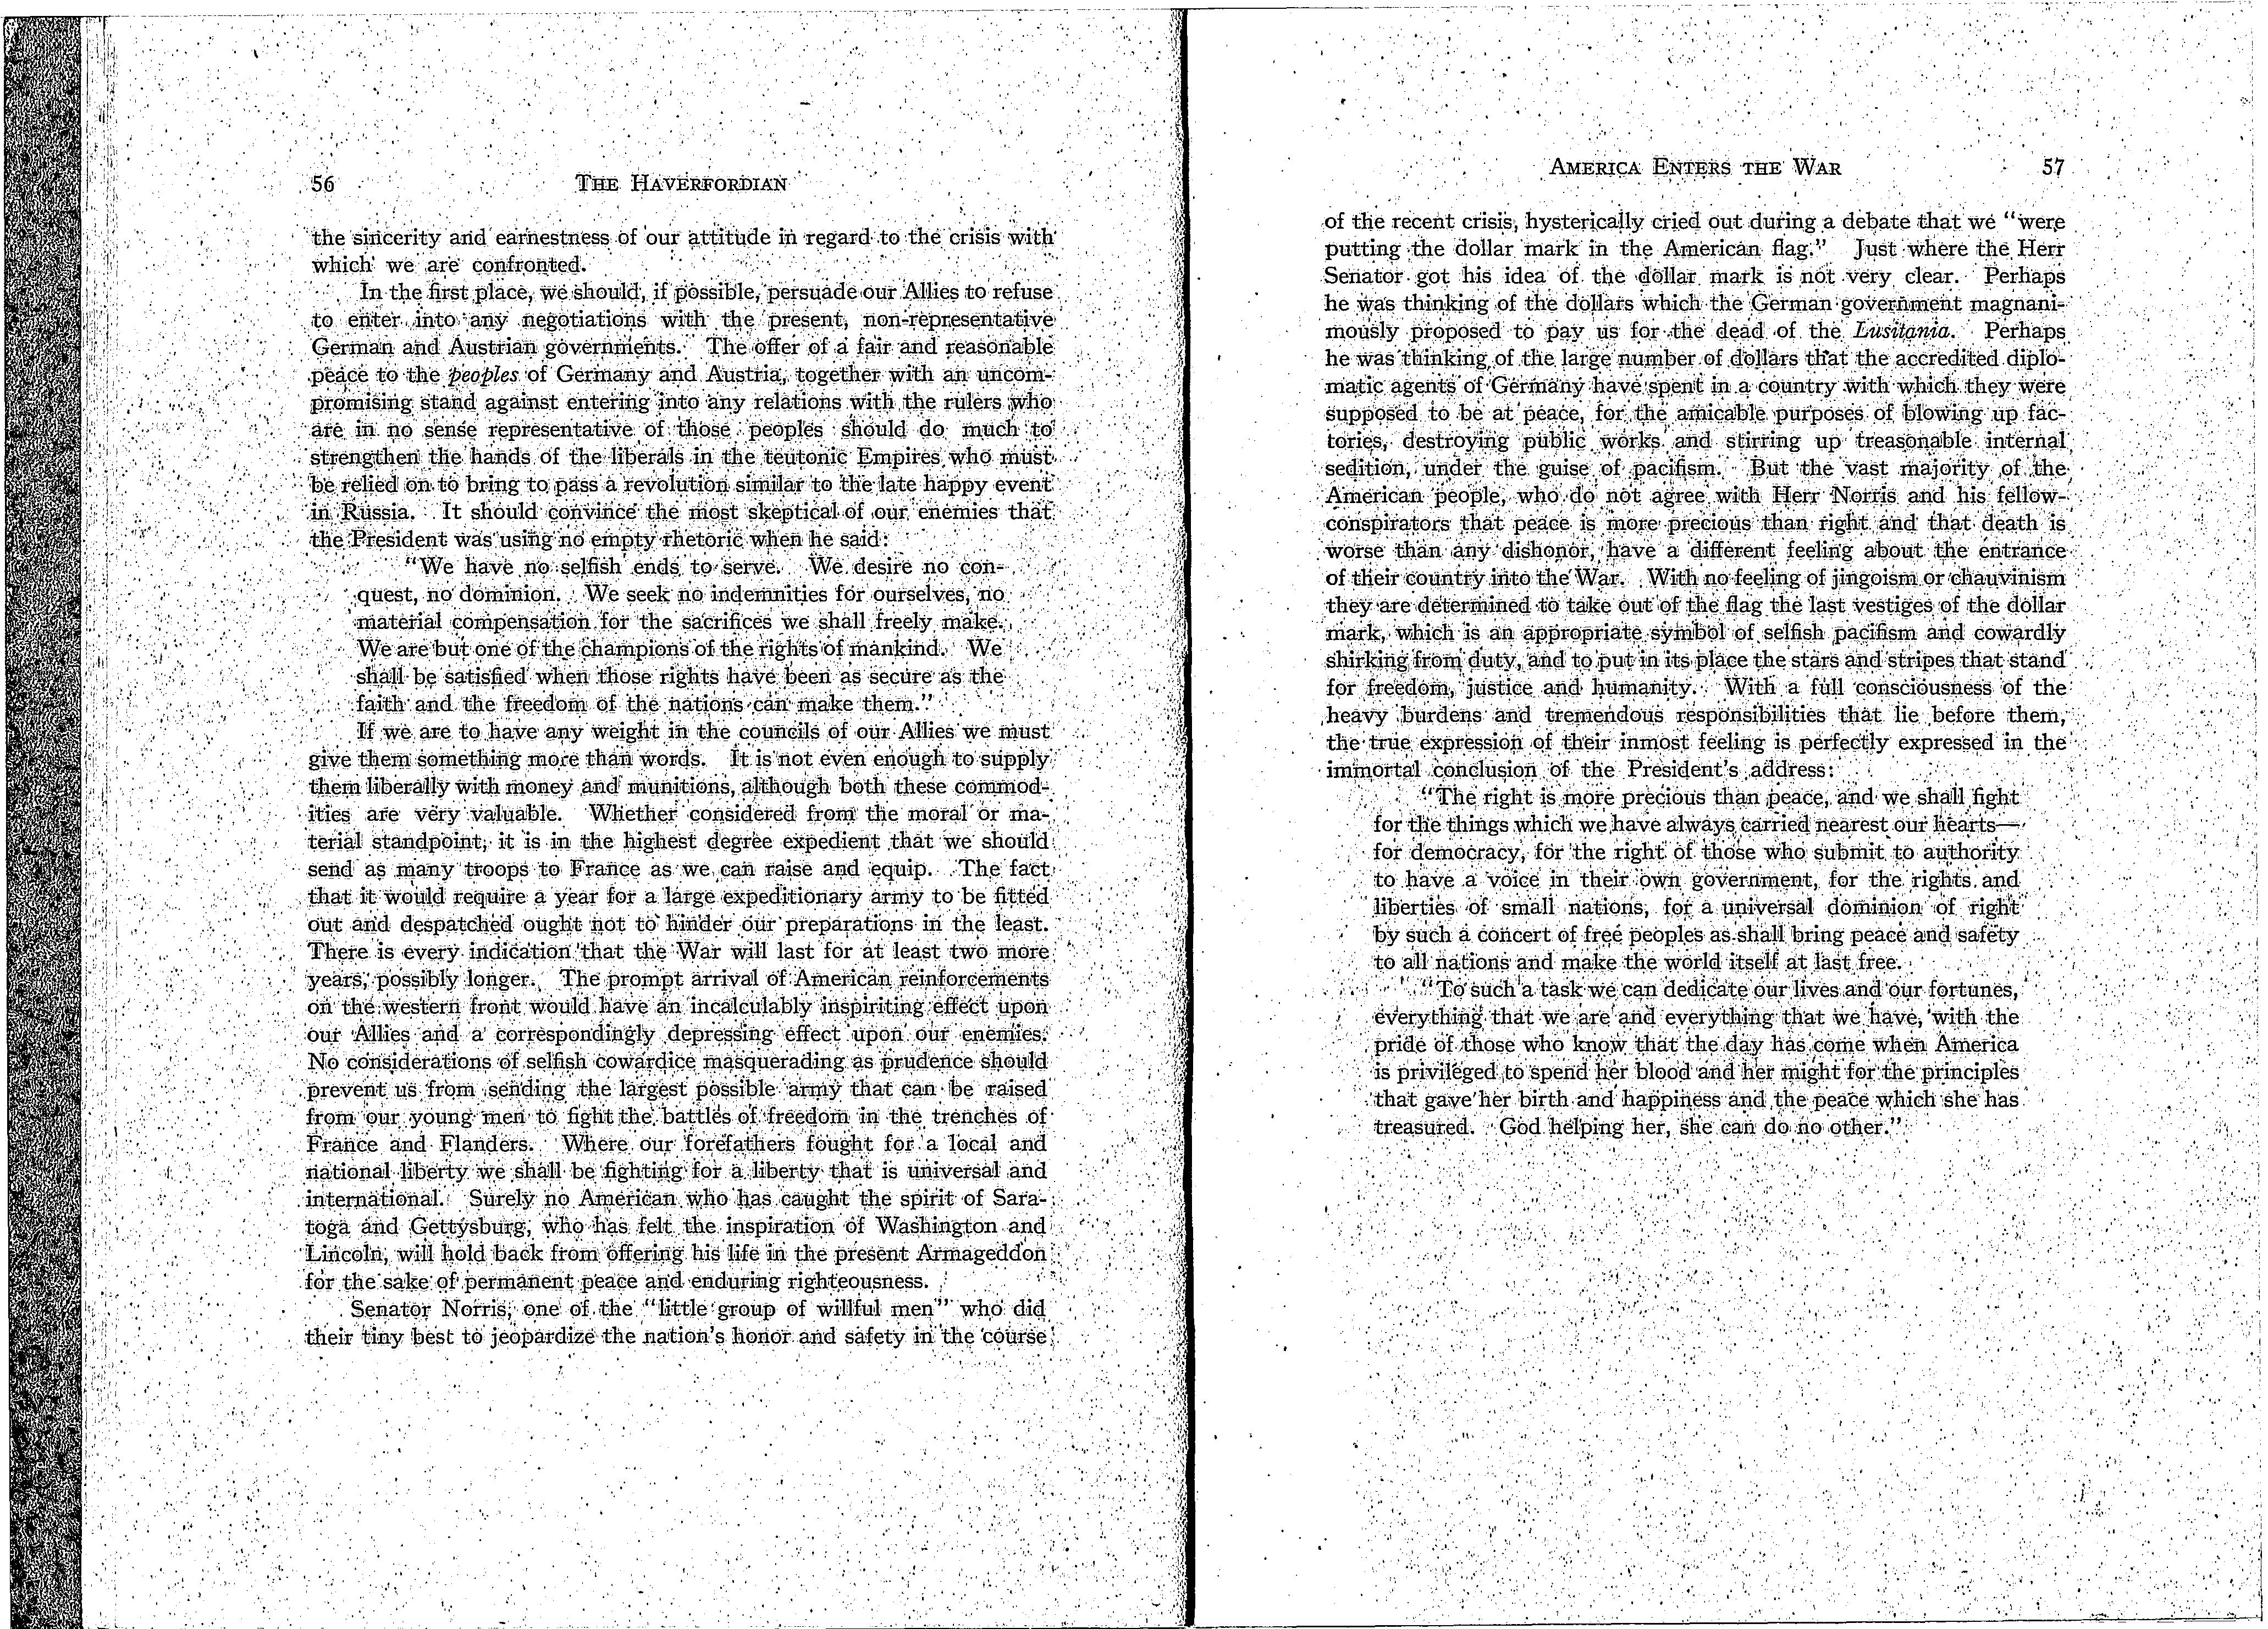 56 THE HAVERFORDIAN
the sincerity and earnestness of our attitude in regard to the crisis with
which we are confronted.
In the first place, we should, if possible, persuade our Allies to refuse
to enter into any negotiations with the present, non-representative
German and Austrian governments. The offer of a fair and reasonable
peace to the peoples of Germany and Austria, together with an uncom-
promising stand against entering into any relations with the rulers who
are in no sense representative of those peoples should do much to
strengthen the hands of the liberals in the teutonic Empires who must
be relied on to bring to pass a revolution similar to the late happy event
in Russia. It should convince the most skeptical of our enemies that
the President was using no empty rhetoric when he said:
"We have no selfish ends to serve. We desire no con-
quest, no dominion. We seek no indemnities for ourselves, no
material compensation for the sacrifices we shall freely make.
We are but one of the champions of the rights of mankind. We
shall be satisfied when those rights have been as secure as the
faith and the freedom of the nations can make them."
If we are to have any weight in the councils of our Allies we must
give them something more than words. It is not even enough to supply
them liberally with money and munitions, although both these commod-
ities are very valuable. Whether considered from the moral or ma-
terial standpoint, it is in the highest degree expedient that we should
send as many troops to France as we can raise and equip. The fact
that it would require a year for a large expeditionary army to be fitted
out and despatched ought not to hinder our preparations in the least.
There is every indication that the War will last for at least two more
years, possibly longer. The prompt arrival of American reinforcements
on the western front would have an incalculably inspiriting effect upon
our Allies and a correspondingly depressing effect upon our enemies.
No considerations of selfish cowardice masquerading as prudence should
prevent us from sending the largest possible army that can be raised
from our young men to fight the battles of freedom in the trenches of
France and Flanders. Where our forefathers fought for a local and
national liberty we shall be fighting for a liberty that is universal and
international. Surely no American who has caught the spirit of Sara-
toga and Gettysburg, who has felt the inspiration of Washington and
Lincoln, will hold back from offering his life in the present Armageddon
for the sake of permanent peace and enduring righteousness.
Senator Norris, one of the "little group of willful men" who did
their tiny best to jeopardize the nation's honor and safety in the course
AMERICA ENTERS THE WAR 57
of the recent crisis, hysterically cried out during a debate that we "were
putting the dollar mark in the American flag." Just where the Herr
Senator got his idea of the dollar mark is not very clear. Perhaps
he was thinking of the dollars which the German government magnani-
mously proposed to pay us for the dead of the Lusitania. Perhaps
he was thinking of the large number of dollars that the accredited diplo-
matic agents of Germany have spent in a country with which they were
supposed to be at peace, for the amicable purposes of blowing up fac-
tories, destroying public works and stirring up treasonable internal
sedition, under the guise of pacifism. But the vast majority of the
American people, who do not agree with Herr Norris and his fellow-
conspirators that peace is more precious than right and that death is
worse than any dishonor, have a different feeling about the entrance
of their country into the War. With no feeling of jingoism or chauvinism
they are determined to take out of the flag the last vestiges of the dollar
mark, which is an appropriate symbol of selfish pacifism and cowardly
shirking from duty, and to put in its place the stars and stripes that stand
for freedom, justice and humanity. With a full consciousness of the
heavy burdens and tremendous responsibilities that lie before them,
the true expression of their inmost feeling is perfectly expressed in the
immortal conclusion of the President's address:
"The right is more precious than peace, and we shall fight
for the things which we have always carried nearest our hearts—
for democracy, for the right of those who submit to authority
to have a voice in their own government, for the rights and
liberties of small nations, for a universal dominion of right
by such a concert of free peoples as shall bring peace and safety
to all nations and make the world itself at last free.
"To such a task we can dedicate our lives and our fortunes,
everything that we are and everything that we have, with the
pride of those who know that the day has come when America
is privileged to spend her blood and her might for the principles
that gave her birth and happiness and the peace which she has
treasured. God helping her, she can do no other."